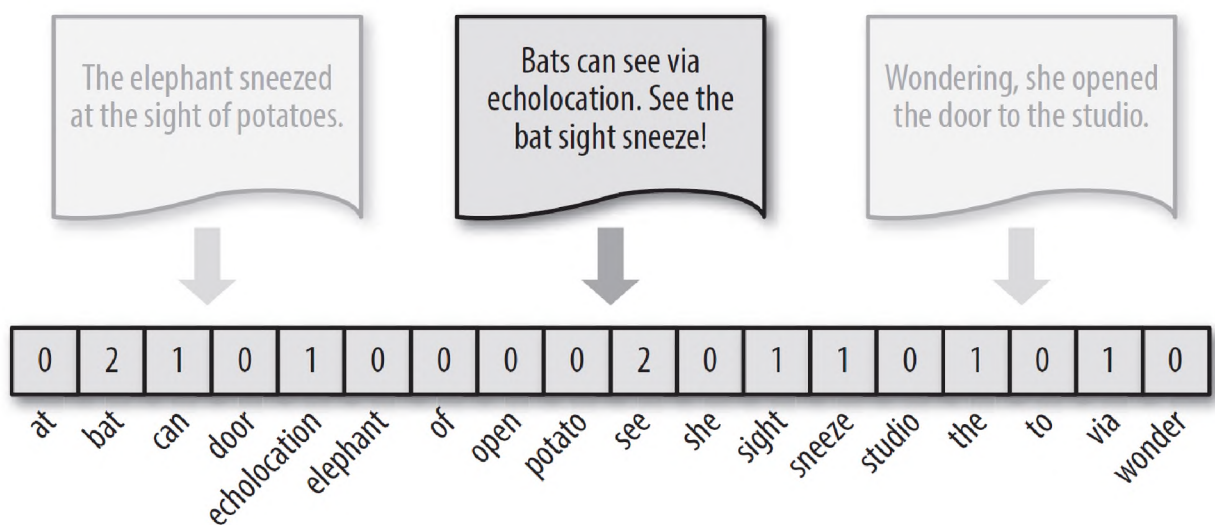 The elephant sneezed
at the sight of potatoes.
Bats can see via
echolocation. See the
bat sight sneeze!
Wondering, she opened
the door to the studio.
0 2 1 0 1 0 0 0 0 2 0 1 1 0 1 0 1 0
at bat can door echolocation elephant of open potato see she sight sneeze studio the to via wonder